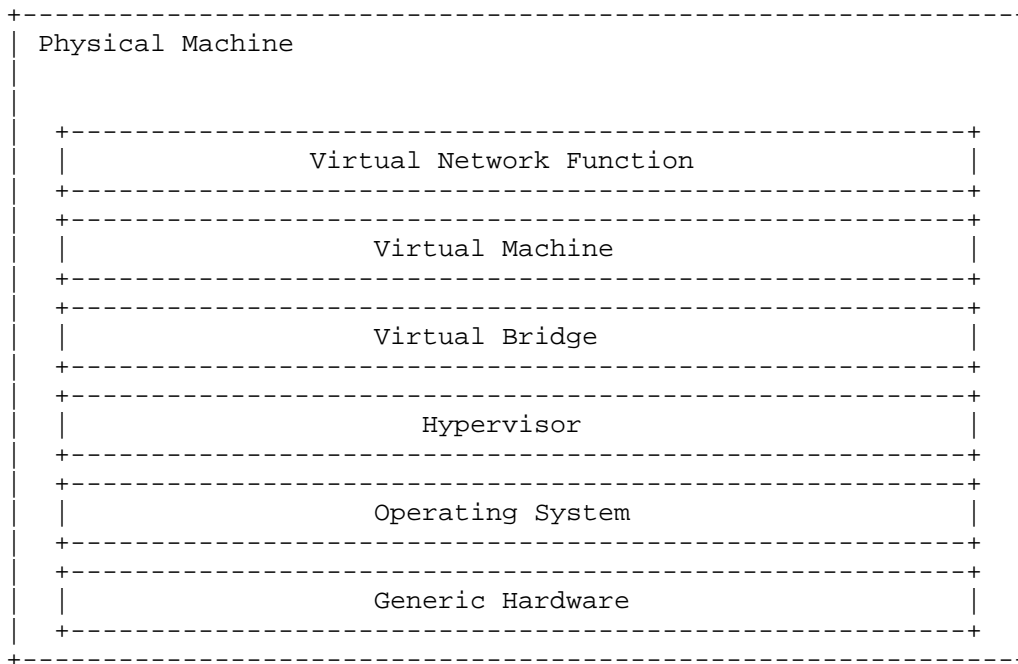 Physical Machine
Virtual Network Function
Virtual Machine
Virtual Bridge
Hypervisor
Operating System
Generic Hardware